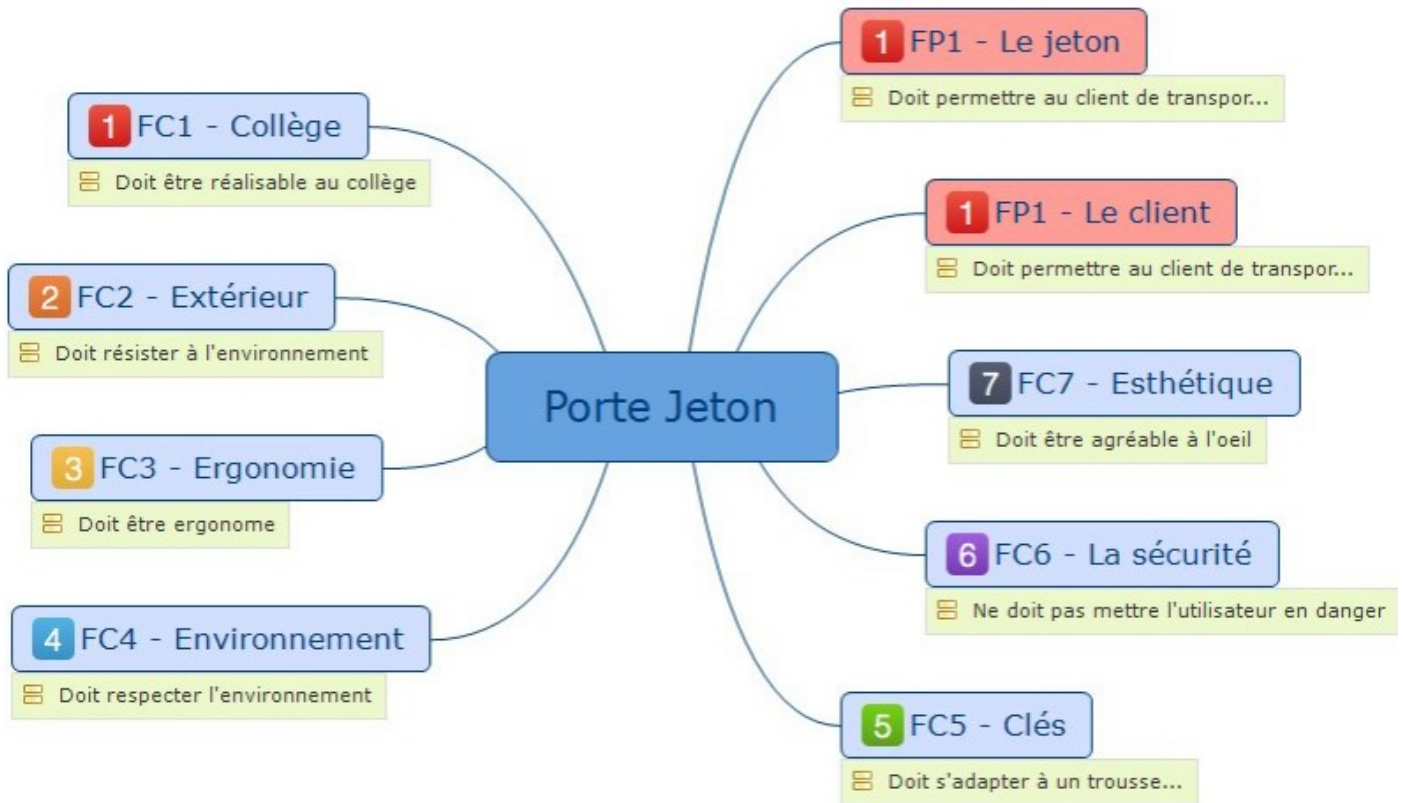 1 FP1 - Le jeton
Doit permettre au client de transpor...
1 FC1 - Collège
Doit être réalisable au collège
1 FP1 - Le client
Doit permettre au client de transpor...
2 FC2 - Extérieur
Doit résister à l'environnement
Porte Jeton
7 FC7 - Esthétique
Doit être agréable à l'oeil
3 FC3 - Ergonomie
Doit être ergonome
6 FC6 - La sécurité
Ne doit pas mettre l'utilisateur en danger
4 FC4 - Environnement
Doit respecter l'environnement
5 FC5 - Clés
Doit s'adapter à un trousse...